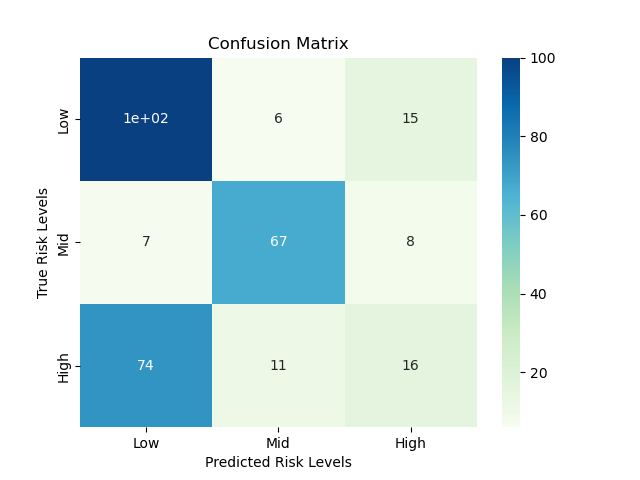 Confusion Matrix
Low
1e+02
6
15
Mid
7
67
8
High
74
11
16
Low
Mid
High
Predicted Risk Levels
True Risk Levels
100
80
60
40
20